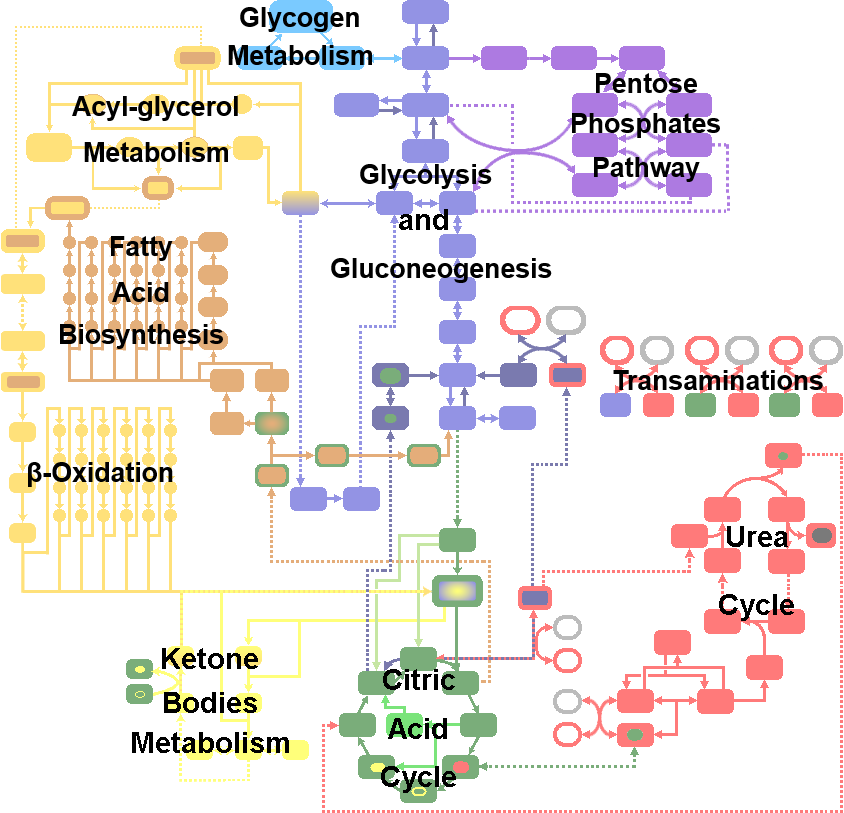 Glycogen
Metabolism
Pentose
Phosphates
Pathway
Acyl-glycerol
Metabolism
Glycolysis
and
Gluconeogenesis
Fatty
Acid
Biosynthesis
Transaminations
β-Oxidation
Urea
Cycle
Ketone
Bodies
Metabolism
Citric
Acid
Cycle